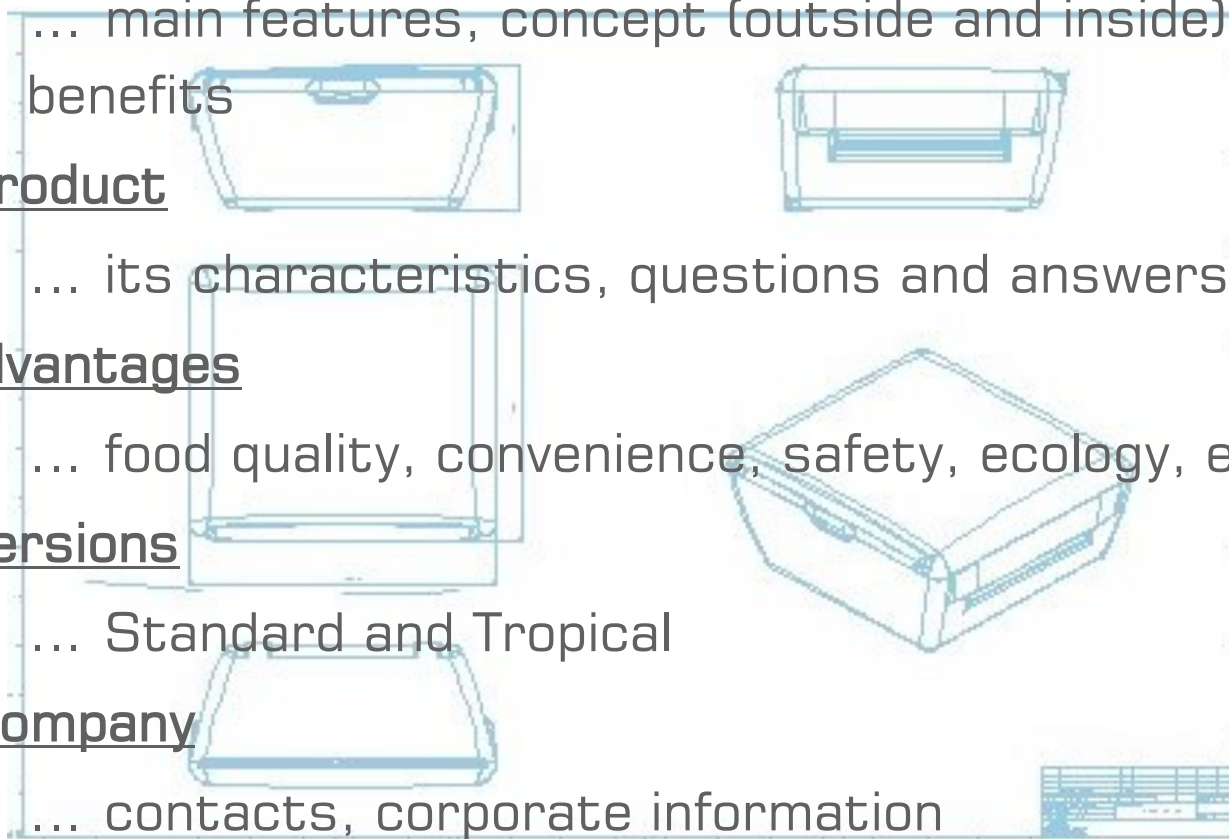 ... main features, concept (outside and inside)
benefits
roduct
... its characteristics, questions and answers
dvantages
... food quality, convenience, safety, ecology, e
ersions
... Standard and Tropical
ompany
... contacts, corporate information